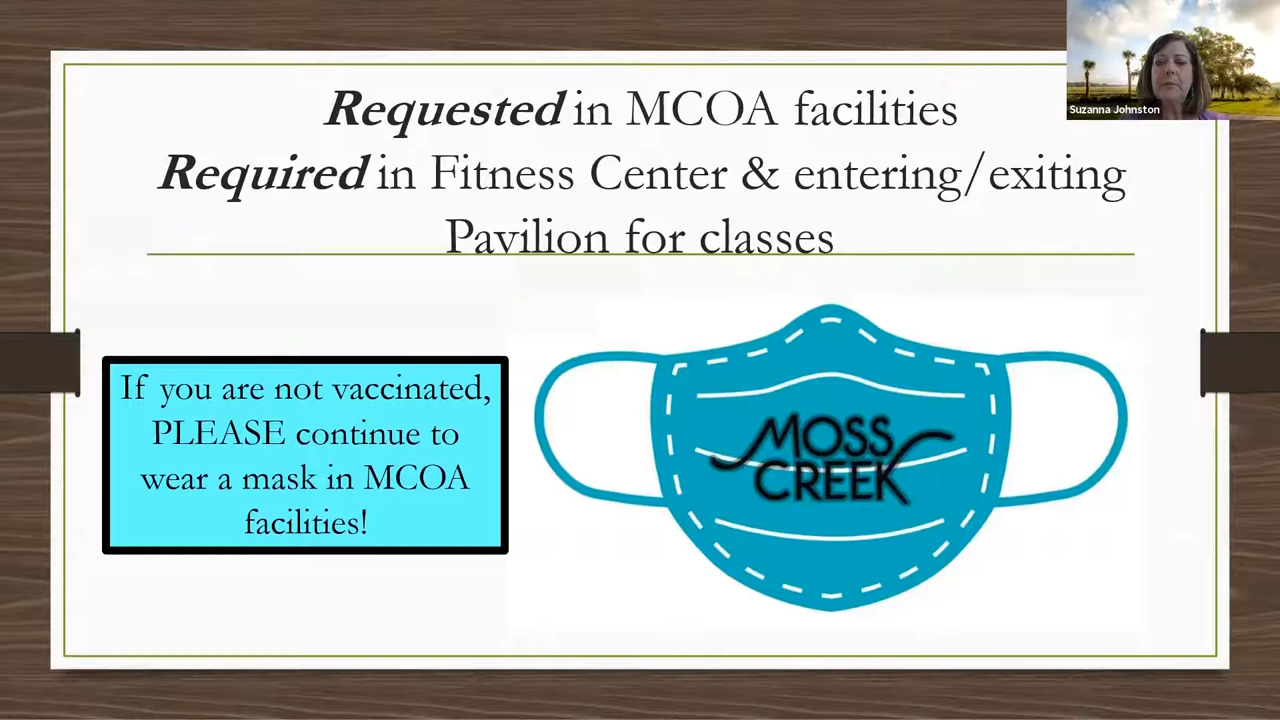 Requested in MCOA facilities
Required in Fitness Center & entering/exiting
Pavilion for classes
Suzanna Johnston
If you are not vaccinated,
PLEASE continue to
wear a mask in MCOA
facilities!
MOSS
CREEK